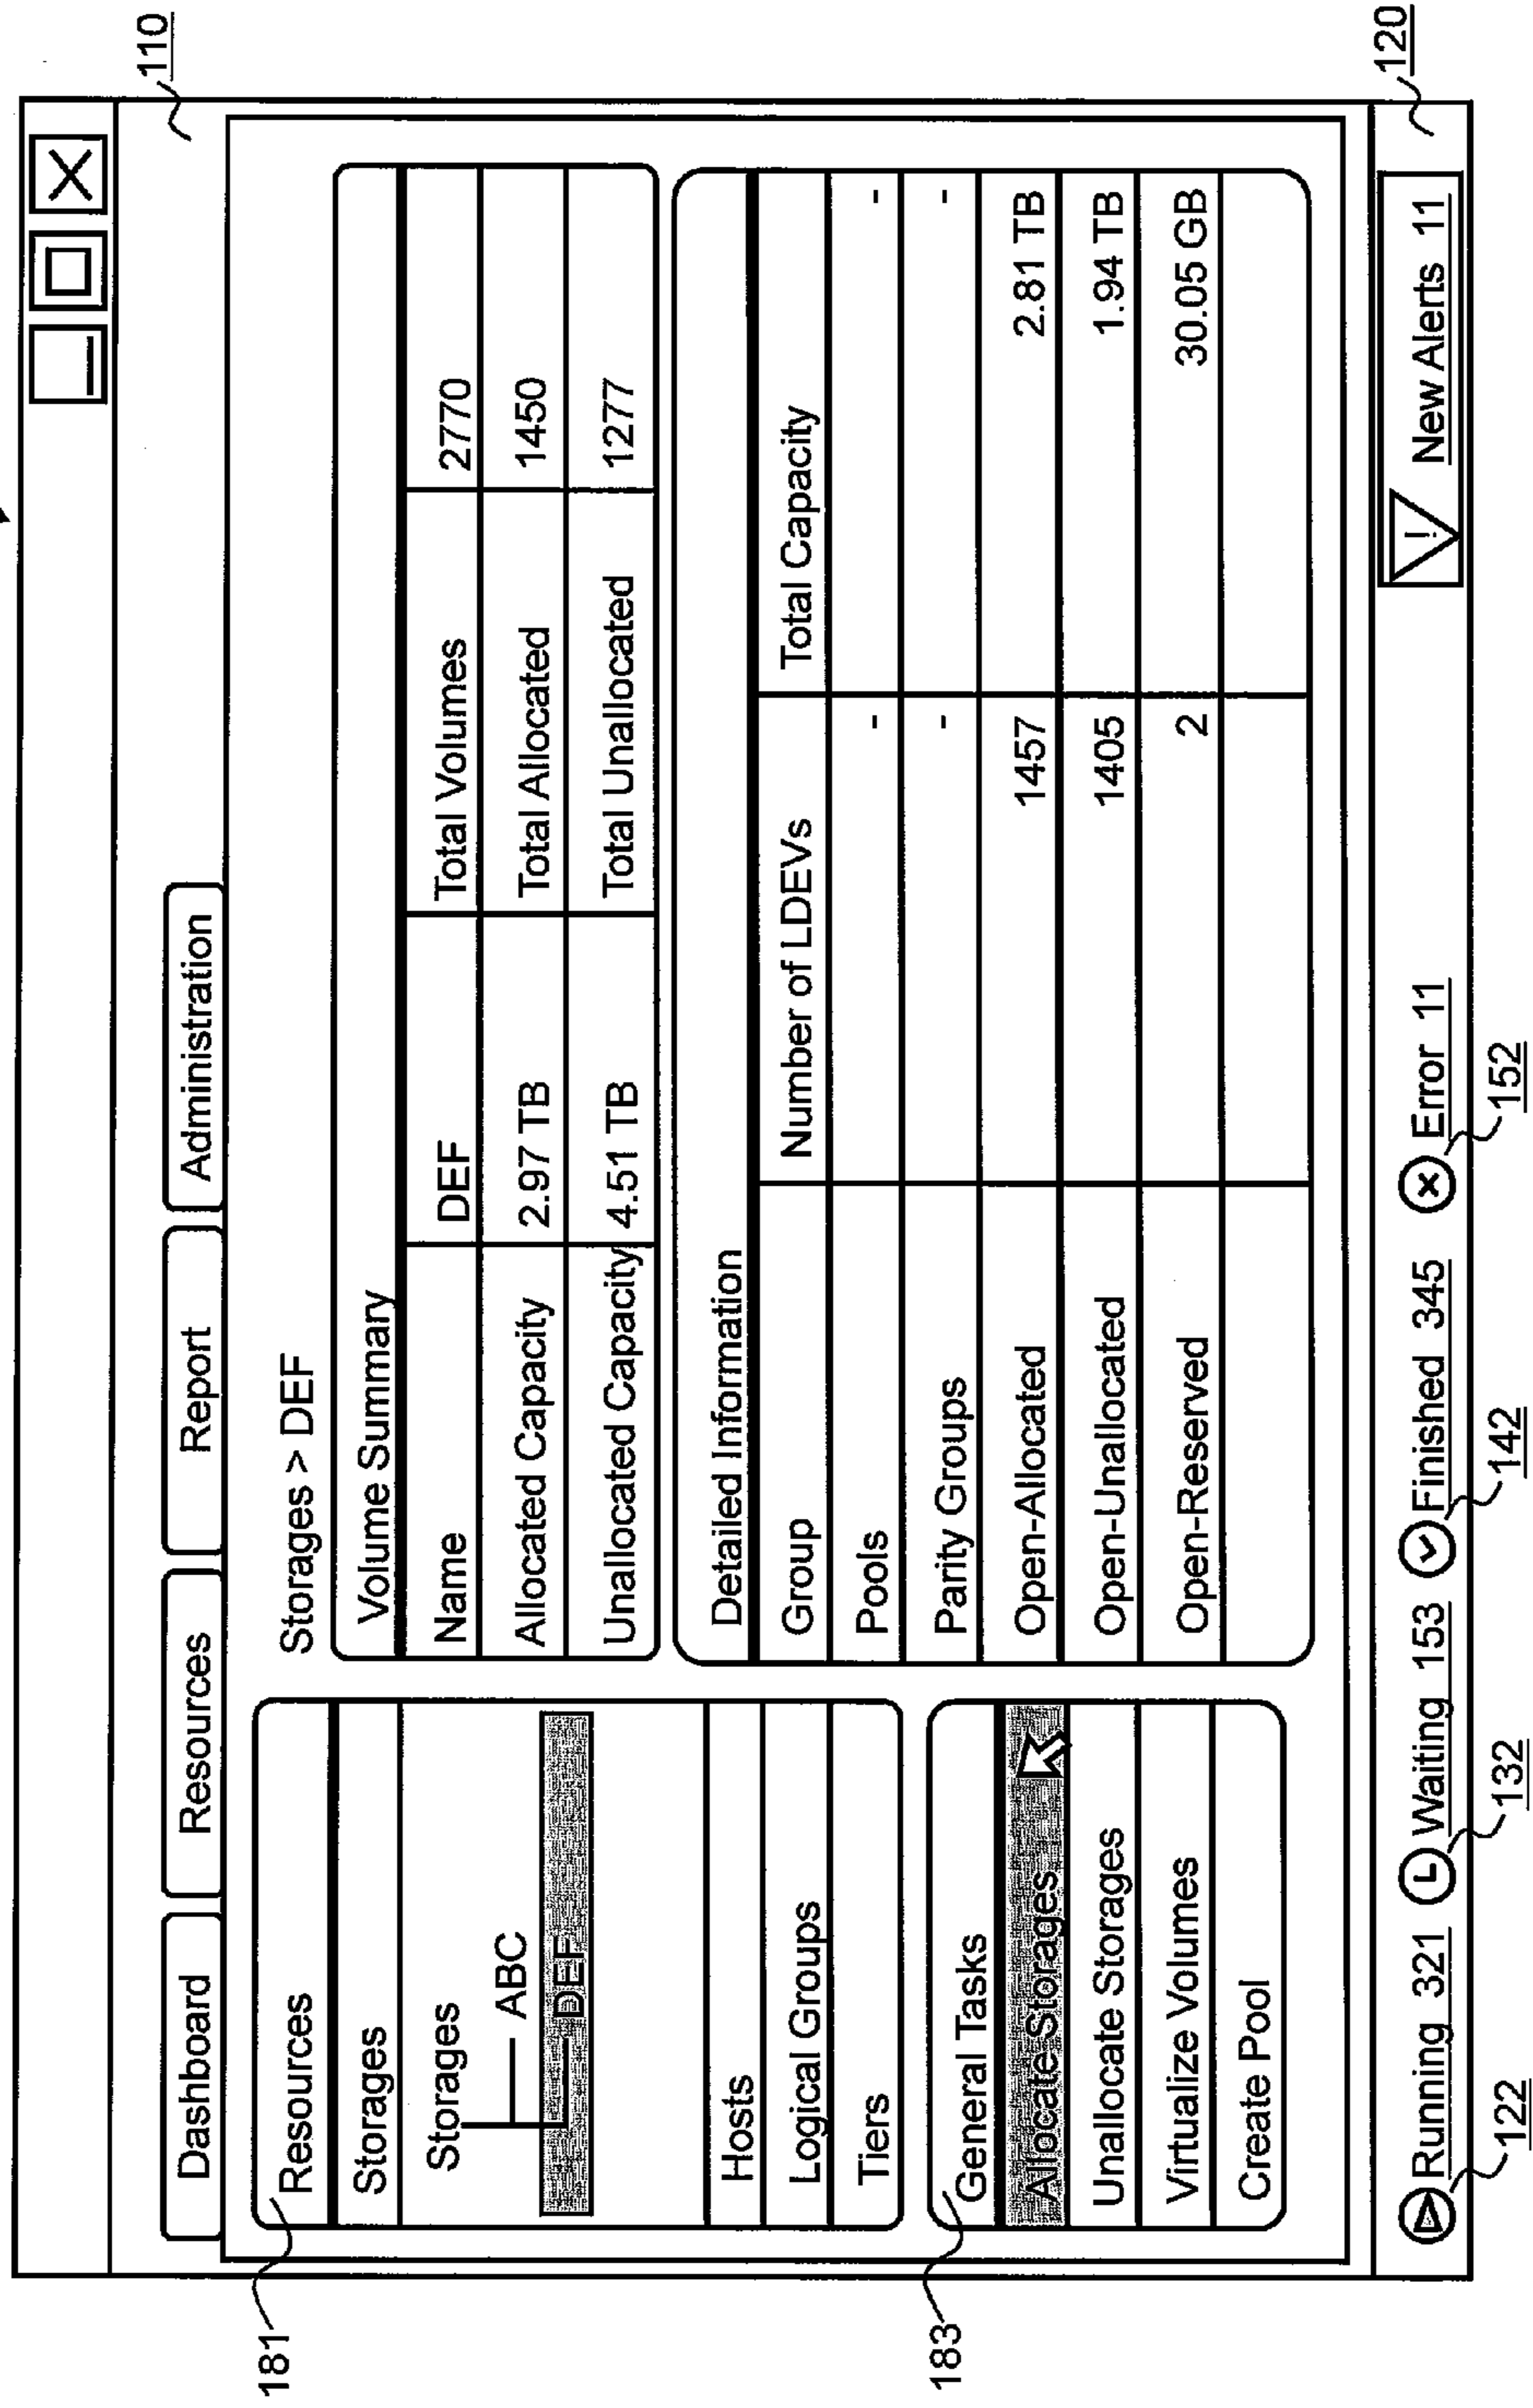 110
Dashboard
Resources
Report
Administration
181
Resources
Storages
Storages
ABC
DEF
Hosts
Logical Groups
Tiers
183
General Tasks
Allocate Storages
Unallocate Storages
Virtualize Volumes
Create Pool
Storages > DEF
Volume Summary
Name DEF Total Volumes 2770
Allocated Capacity 2.97 TB Total Allocated 1450
Unallocated Capacity 4.51 TB Total Unallocated 1277
Detailed Information
Group Number of LDEVs Total Capacity
Pools - -
Parity Groups - -
Open-Allocated 1457 2.81 TB
Open-Unallocated 1405 1.94 TB
Open-Reserved 2 30.05 GB
Running 321 Waiting 153 Finished 345 Error 11 ! New Alerts 11
120
122 132 142 152